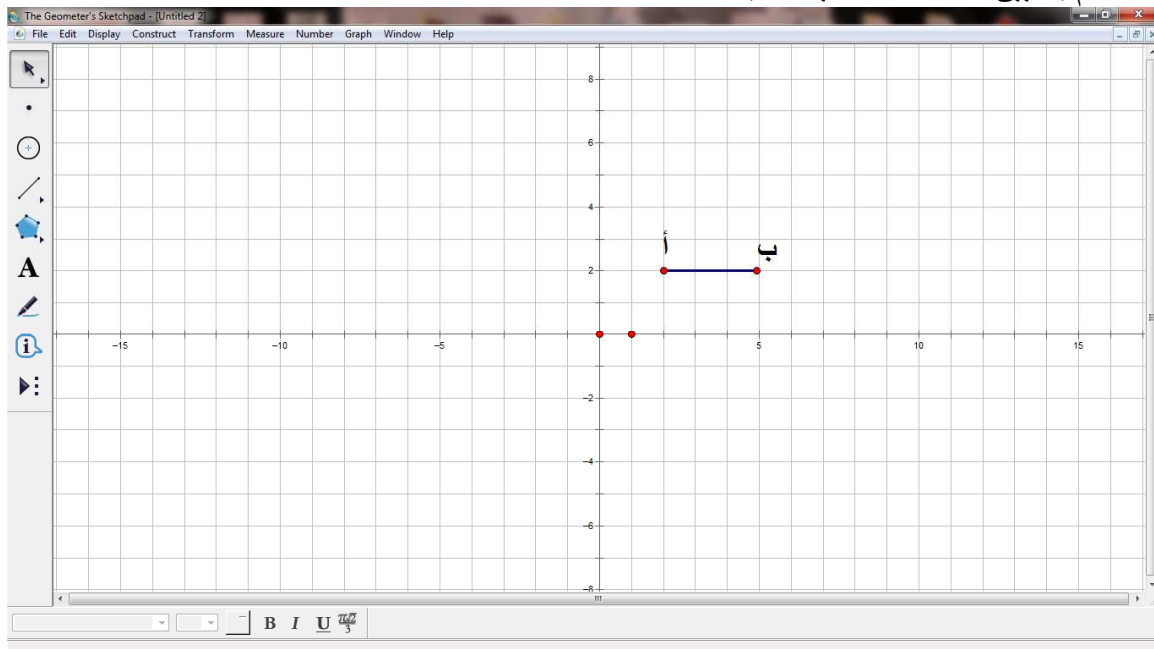 The Geometer's Sketchpad - [Untitled 2]
File Edit Display Construct Transform Measure Number Graph Window Help
8
6
4
أ ب
2
-15 -10 -5 5 10 15
-2
-4
-6
-8
A
B I U